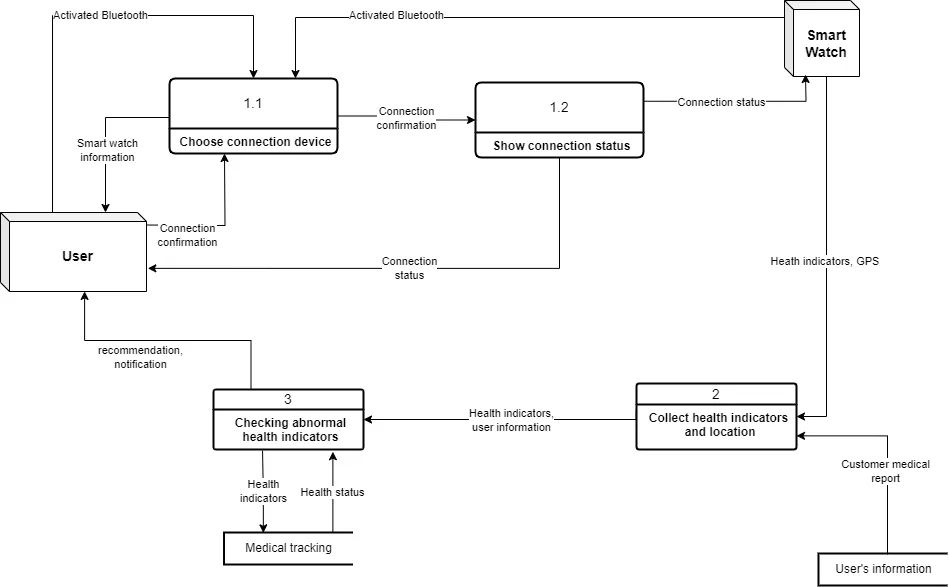 Activated Bluetooth
Activated Bluetooth
Smart
Watch
1.1
Choose connection device
Connection
confirmation
1.2
Show connection status
Connection status
Smart watch
information
Connection
confirmation
User
Connection
status
Heath indicators, GPS
recommendation,
notification
3
Checking abnormal
health indicators
Health indicators,
user information
2
Collect health indicators
and location
Customer medical
report
Health
indicators
Health status
Medical tracking
User's information